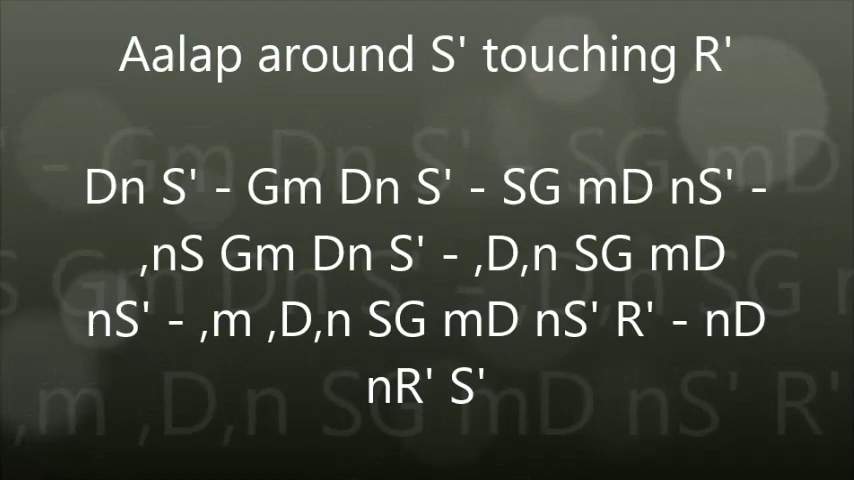 Aalap around S' touching R'
Dn S' - Gm Dn S' - SG mD nS' -
,nS Gm Dn S' - ,D,n SG mD
nS' - ,m ,D,n SG mD nS' R' - nD
nR' S'